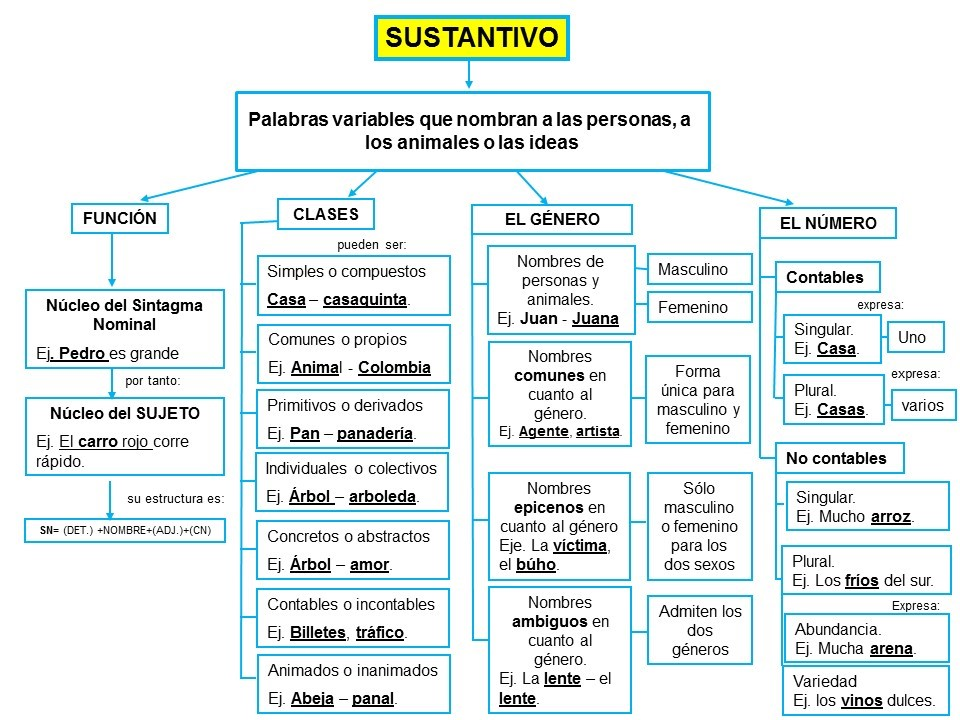 SUSTANTIVO
Palabras variables que nombran a las personas, a
los animales o las ideas
FUNCIÓN
Núcleo del Sintagma
Nominal
Ej. Pedro es grande
por tanto:
Núcleo del SUJETO
Ej. El carro rojo corre
rápido.
su estructura es:
SN= (DET.) +NOMBRE+(ADJ.)+(CN)
CLASES
pueden ser:
Simples o compuestos
Casa – casaquinta.
Comunes o propios
Ej. Animal - Colombia
Primitivos o derivados
Ej. Pan – panadería.
Individuales o colectivos
Ej. Árbol – arboleda.
Concretos o abstractos
Ej. Árbol – amor.
Contables o incontables
Ej. Billetes, tráfico.
Animados o inanimados
Ej. Abeja – panal.
EL GÉNERO
Nombres de
personas y
animales.
Ej. Juan - Juana
Masculino
Femenino
Nombres
comunes en
cuanto al
género.
Ej. Agente, artista.
Forma
única para
masculino y
femenino
Nombres
epicenos en
cuanto al género
Eje. La víctima,
el búho.
Sólo
masculino
o femenino
para los
dos sexos
Nombres
ambiguos en
cuanto al
género.
Ej. La lente – el
lente.
Admiten los
dos
géneros
EL NÚMERO
Contables
expresa:
Singular.
Ej. Casa.
Uno
expresa:
Plural.
Ej. Casas.
varios
No contables
Singular.
Ej. Mucho arroz.
Plural.
Ej. Los fríos del sur.
Expresa:
Abundancia.
Ej. Mucha arena.
Variedad
Ej. los vinos dulces.